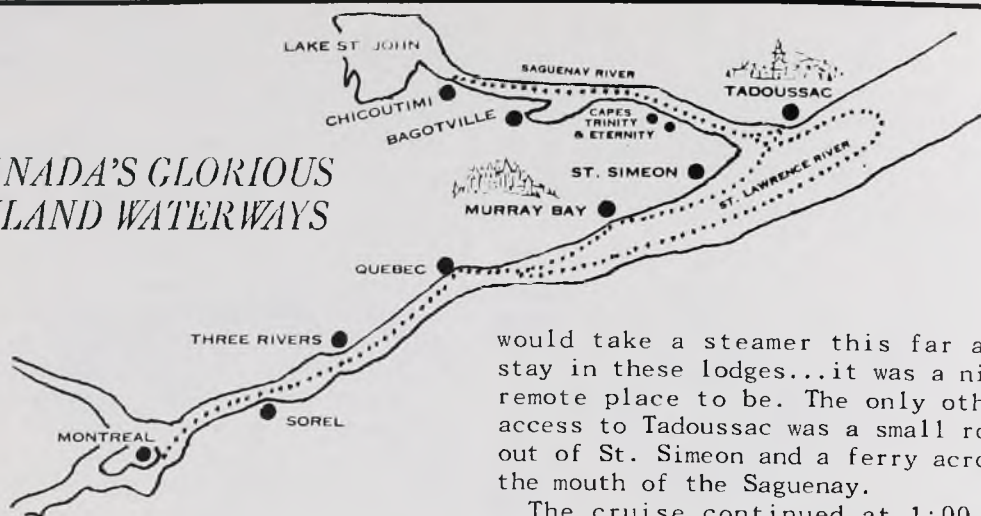 LAKE ST JOHN
SAGUENAY RIVER
TADOUSSAC
CHICOUTIMI
BAGOTVILLE
CAPES
TRINITY
& ETERNITY
NADA'S GLORIOUS
LAND WATERWAYS
ST. SIMEON
ST. LAWRENCE RIVER
MURRAY BAY
QUEBEC
THREE RIVERS
SOREL
MONTREAL
would take a steamer this far a
stay in these lodges...it was a ni
remote place to be. The only oth
access to Tadoussac was a small ro
out of St. Simeon and a ferry acro
the mouth of the Saguenay.
The cruise continued at 1:00